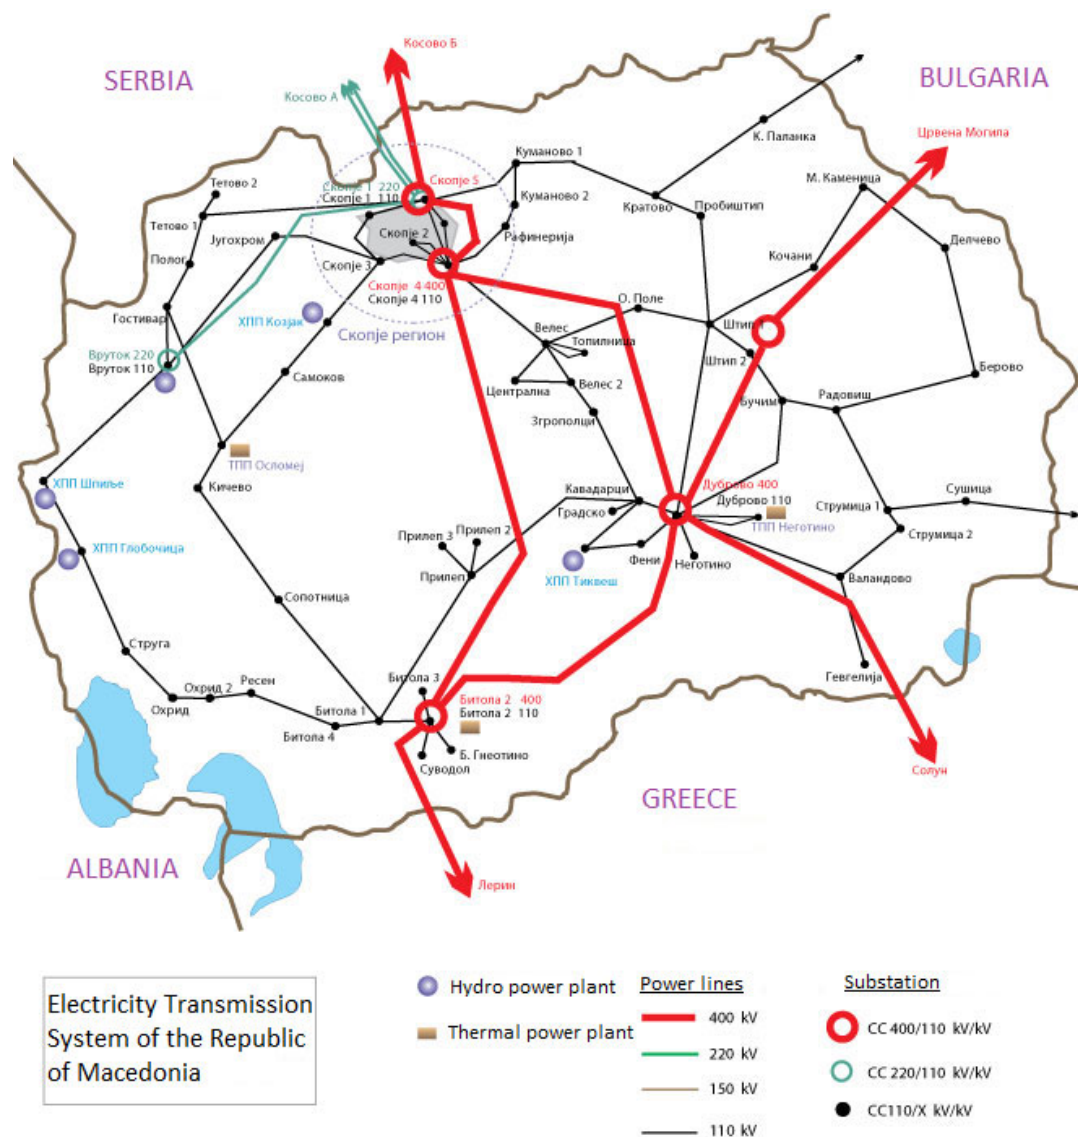 Косово Б
SERBIA
BULGARIA
Косово А
К. Паланка
Црвена Могила
Куманово 1
Скопје 5
Скопје 1 220
Скопје 1 110
Тетово 2
М. Каменица
Куманово 2
Кратово
Пробиштип
Тетово 1
Југохром
Скопје 2
Рафинерија
Делчево
Кочани
Полог
Скопје 3
Скопје 4 400
Скопје 4 110
О. Поле
Гостивар
ХПП Козјак
Скопје регион
Велес
Топилница
Штип 1
Штип 2
Вруток 220
Вруток 110
Самоков
Централна
Велес 2
Берово
Бучим
Радовиш
Згрополци
ТПП Осломеј
ХПП Шпиље
Кичево
Кавадарци
Дуброво 400
Дуброво 110
Градско
ТПП Неготино
Струмица 1
Сушица
Струмица 2
Прилеп 3
Прилеп 2
ХПП Глобочица
Фени
Неготино
Прилеп
ХПП Тиквеш
Валандово
Сопотница
Струга
Гевгелија
Битола 3
Ресен
Охрид 2
Охрид
Битола 2 400
Битола 2 110
Битола 1
Битола 4
Б. Гнеотино
Суводол
Солун
GREECE
ALBANIA
Лерин
Electricity Transmission
System of the Republic
of Macedonia
Hydro power plant
Thermal power plant
Power lines
400 kV
220 kV
150 kV
110 kV
Substation
CC 400/110 kV/kV
CC 220/110 kV/kV
CC110/X kV/kV